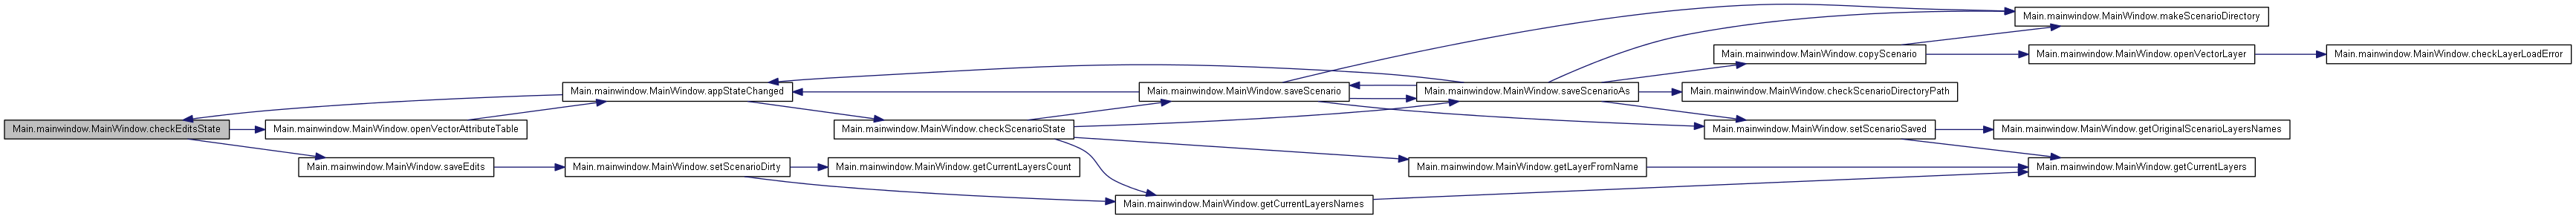 Main.mainwindow.MainWindow.checkEditsState
Main.mainwindow.MainWindow.openVectorAttributeTable
Main.mainwindow.MainWindow.saveEdits
Main.mainwindow.MainWindow.appStateChanged
Main.mainwindow.MainWindow.setScenarioDirty
Main.mainwindow.MainWindow.checkScenarioState
Main.mainwindow.MainWindow.getCurrentLayersCount
Main.mainwindow.MainWindow.saveScenario
Main.mainwindow.MainWindow.getCurrentLayersNames
Main.mainwindow.MainWindow.saveScenarioAs
Main.mainwindow.MainWindow.getLayerFromName
Main.mainwindow.MainWindow.copyScenario
Main.mainwindow.MainWindow.checkScenarioDirectoryPath
Main.mainwindow.MainWindow.setScenarioSaved
Main.mainwindow.MainWindow.makeScenarioDirectory
Main.mainwindow.MainWindow.openVectorLayer
Main.mainwindow.MainWindow.getOriginalScenarioLayersNames
Main.mainwindow.MainWindow.getCurrentLayers
Main.mainwindow.MainWindow.checkLayerLoadError